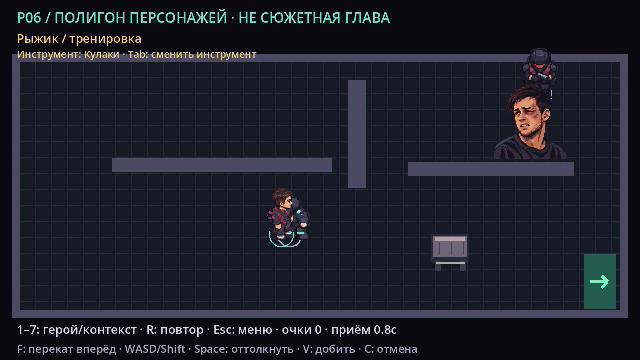 P06 / ПОЛИГОН ПЕРСОНАЖЕЙ · НЕ СЮЖЕТНАЯ ГЛАВА
Рыжик / тренировка
Инструмент: Кулаки · Tab: сменить инструмент
1–7: герой/контекст · R: повтор · Esc: меню · очки 0 · приём 0.8с
F: перекат вперёд · WASD/Shift · Space: оттолкнуть · V: добить · C: отмена